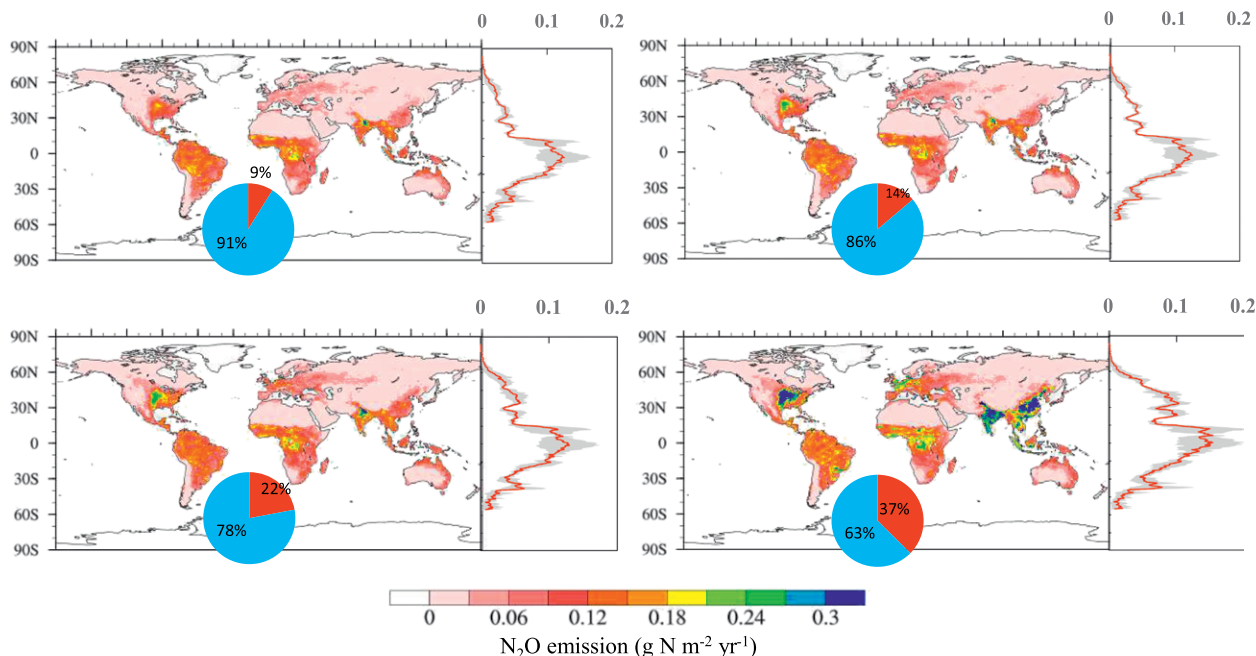 0 0.1 0.2
0 0.1 0.2
90N
60N
30N
0
30S
60S
90S
9%
91%
90N
60N
30N
0
30S
60S
90S
14%
86%
0 0.1 0.2
0 0.1 0.2
90N
60N
30N
0
30S
60S
90S
22%
78%
90N
60N
30N
0
30S
60S
90S
37%
63%
0 0.06 0.12 0.18 0.24 0.3
N₂O emission (g N m⁻² yr⁻¹)